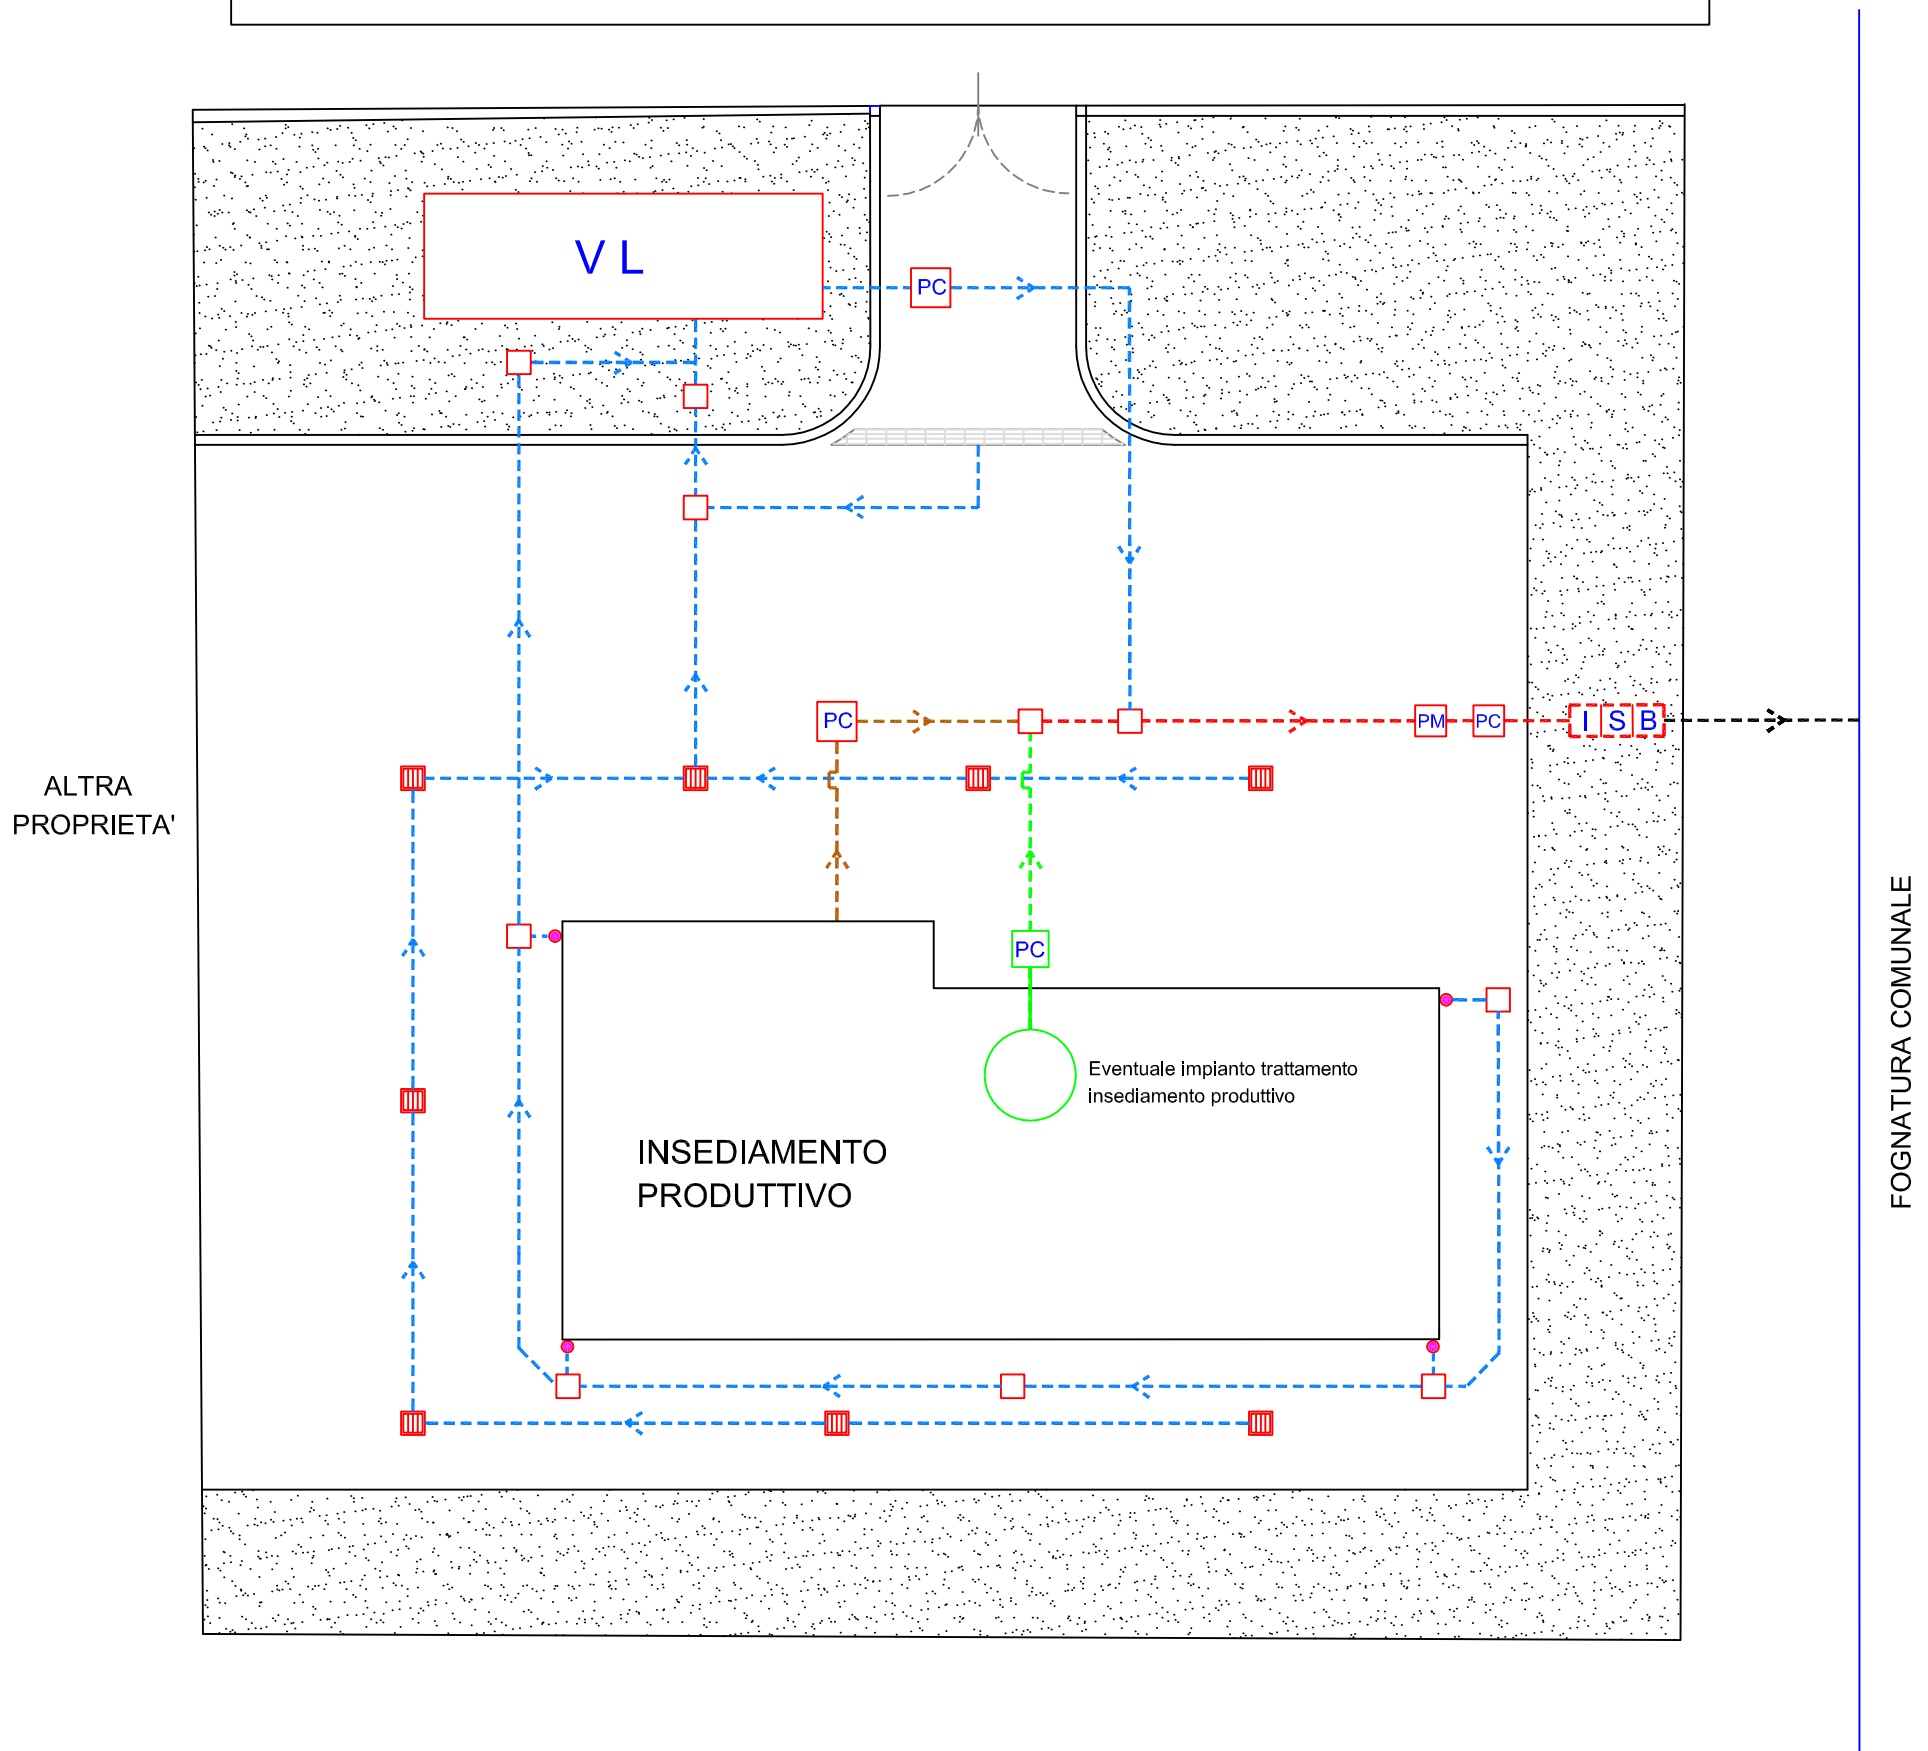 V L
PC
PC
PM
PC
I S B
ALTRA
PROPRIETA'
PC
Eventuale impianto trattamento
insediamento produttivo
INSEDIAMENTO
PRODUTTIVO
FOGNATURA COMUNALE